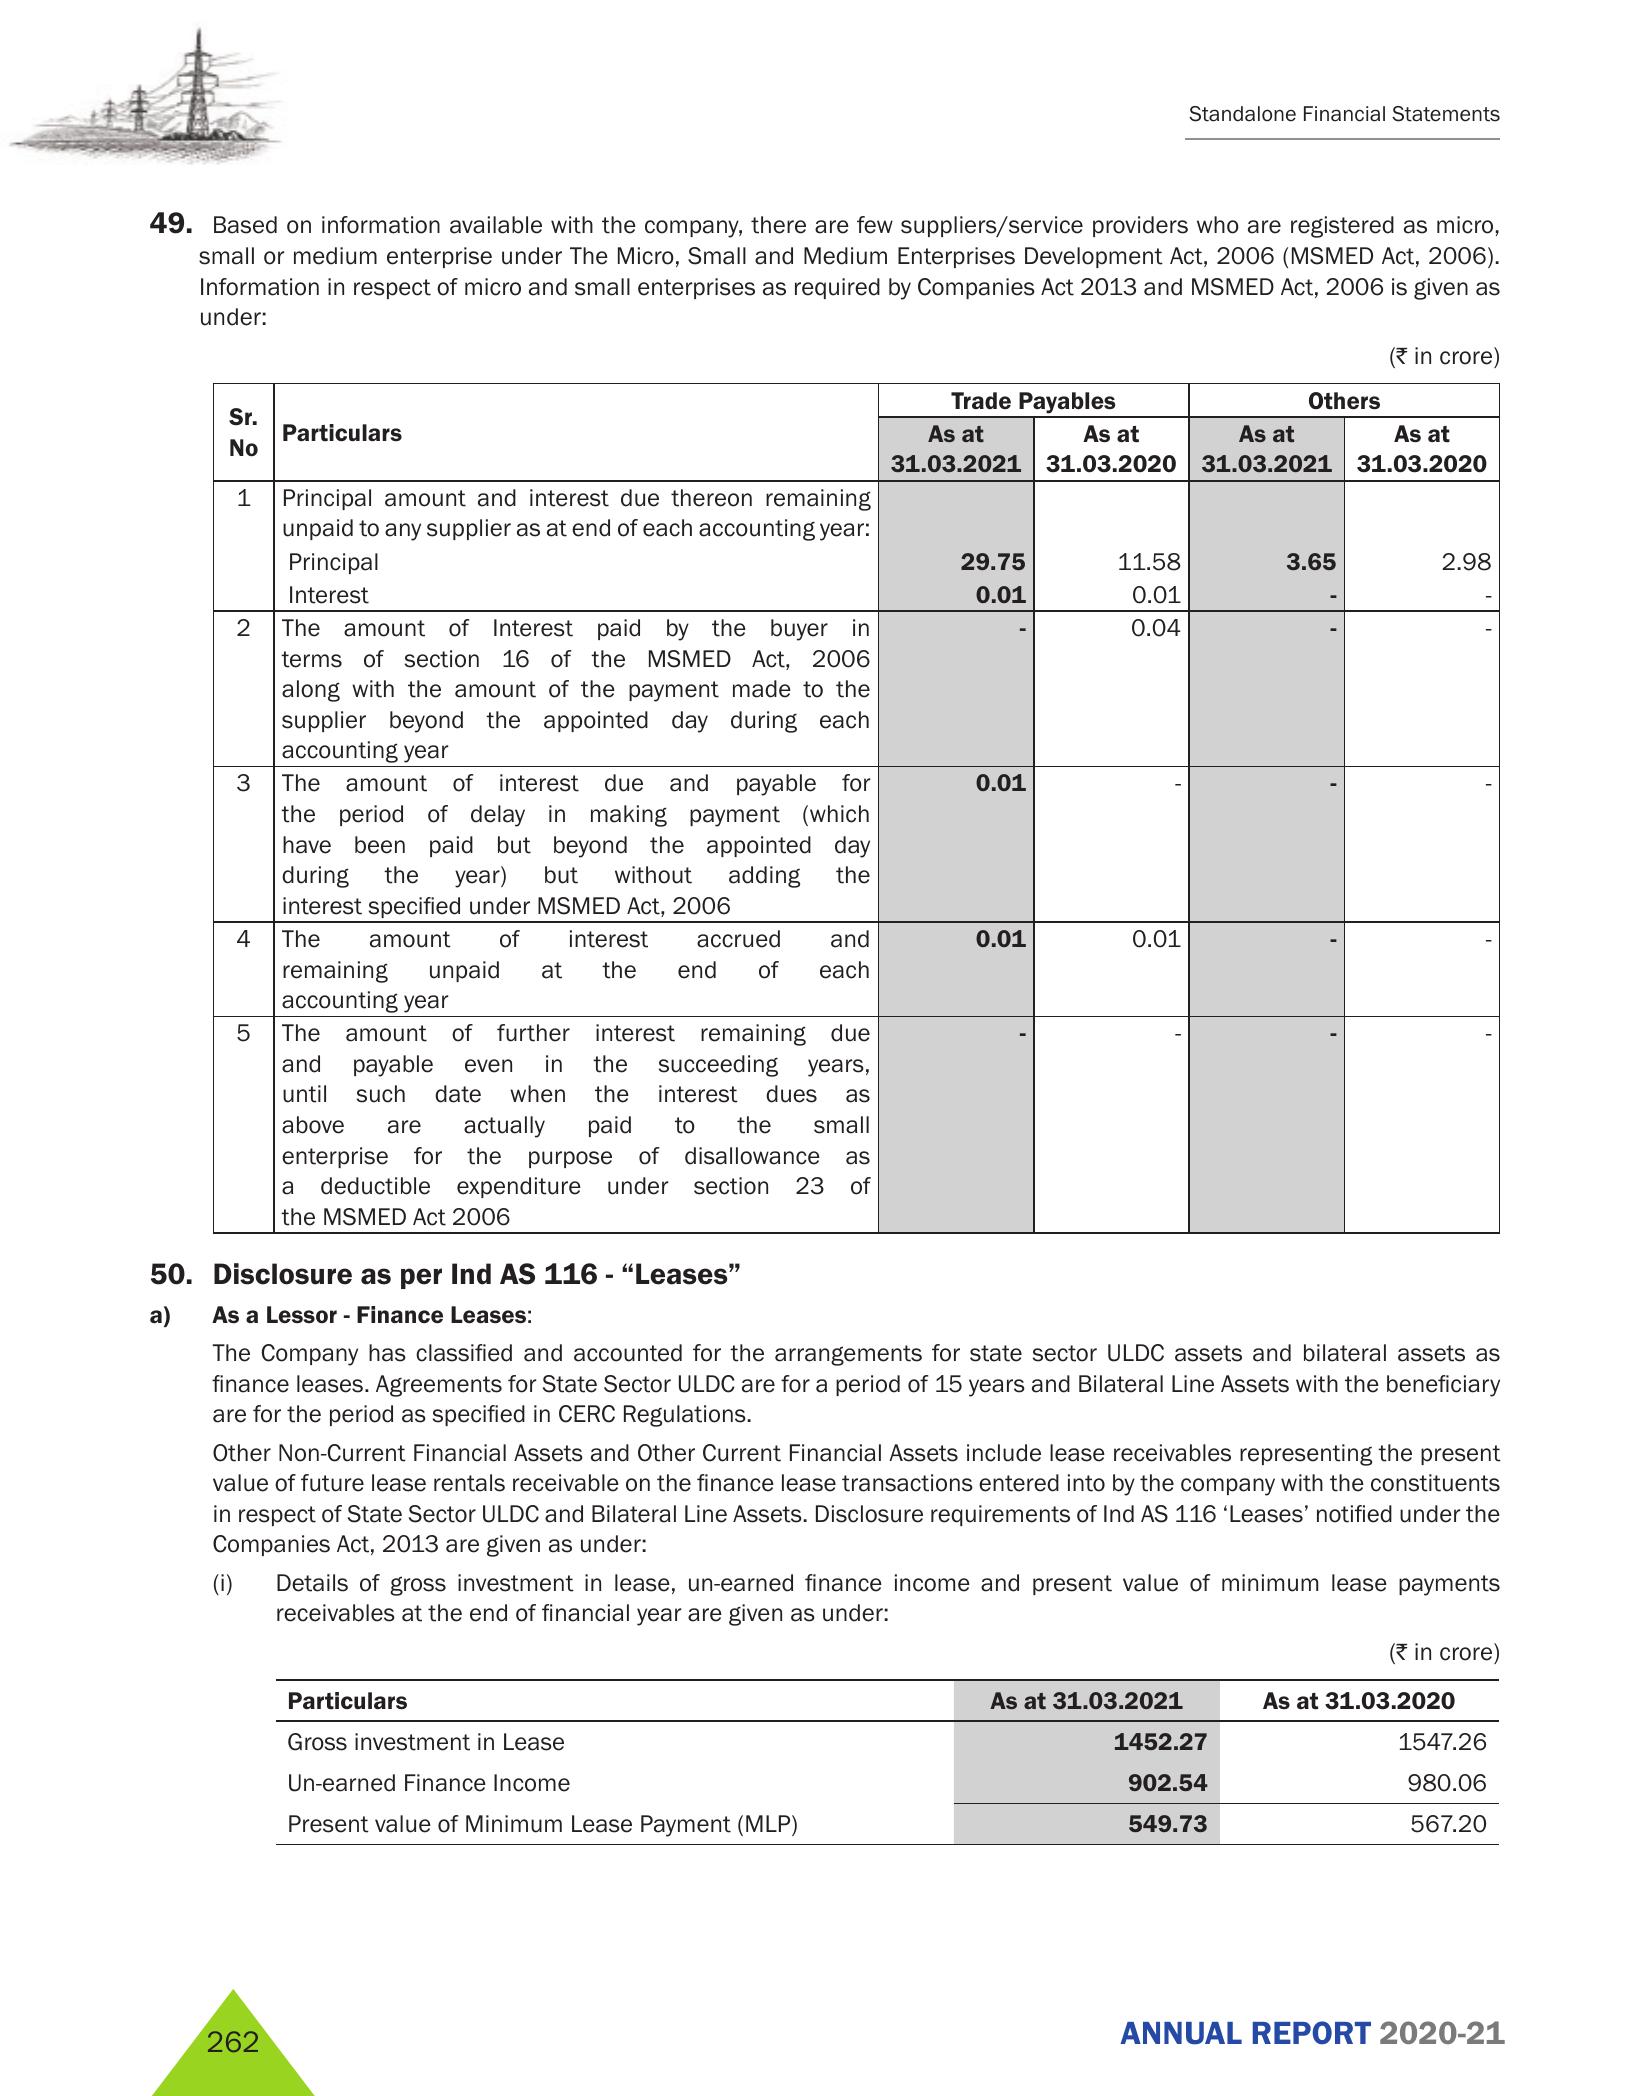 Standalone Financial Statements
49. Based on information available with the company, there are few suppliers/service providers who are registered as micro,
small or medium enterprise under The Micro, Small and Medium Enterprises Development Act, 2006 (MSMED Act, 2006).
Information in respect of micro and small enterprises as required by Companies Act 2013 and MSMED Act, 2006 is given as
under:
(₹ in crore)
Sr. No Particulars Trade Payables Others
As at 31.03.2021 As at 31.03.2020 As at 31.03.2021 As at 31.03.2020
1 Principal amount and interest due thereon remaining
unpaid to any supplier as at end of each accounting year:
Principal 29.75 11.58 3.65 2.98
Interest 0.01 0.01 - -
2 The amount of Interest paid by the buyer in - 0.04 - -
terms of section 16 of the MSMED Act, 2006
along with the amount of the payment made to the
supplier beyond the appointed day during each
accounting year
3 The amount of interest due and payable for 0.01 - - -
the period of delay in making payment (which
have been paid but beyond the appointed day
during the year) but without adding the
interest specified under MSMED Act, 2006
4 The amount of interest accrued and 0.01 0.01 - -
remaining unpaid at the end of each
accounting year
5 The amount of further interest remaining due - - - -
and payable even in the succeeding years,
until such date when the interest dues as
above are actually paid to the small
enterprise for the purpose of disallowance as
a deductible expenditure under section 23 of
the MSMED Act 2006
50. Disclosure as per Ind AS 116 - “Leases”
a) As a Lessor - Finance Leases:
The Company has classified and accounted for the arrangements for state sector ULDC assets and bilateral assets as
finance leases. Agreements for State Sector ULDC are for a period of 15 years and Bilateral Line Assets with the beneficiary
are for the period as specified in CERC Regulations.
Other Non-Current Financial Assets and Other Current Financial Assets include lease receivables representing the present
value of future lease rentals receivable on the finance lease transactions entered into by the company with the constituents
in respect of State Sector ULDC and Bilateral Line Assets. Disclosure requirements of Ind AS 116 ‘Leases’ notified under the
Companies Act, 2013 are given as under:
(i) Details of gross investment in lease, un-earned finance income and present value of minimum lease payments
receivables at the end of financial year are given as under:
(₹ in crore)
Particulars As at 31.03.2021 As at 31.03.2020
Gross investment in Lease 1452.27 1547.26
Un-earned Finance Income 902.54 980.06
Present value of Minimum Lease Payment (MLP) 549.73 567.20
262
ANNUAL REPORT 2020-21